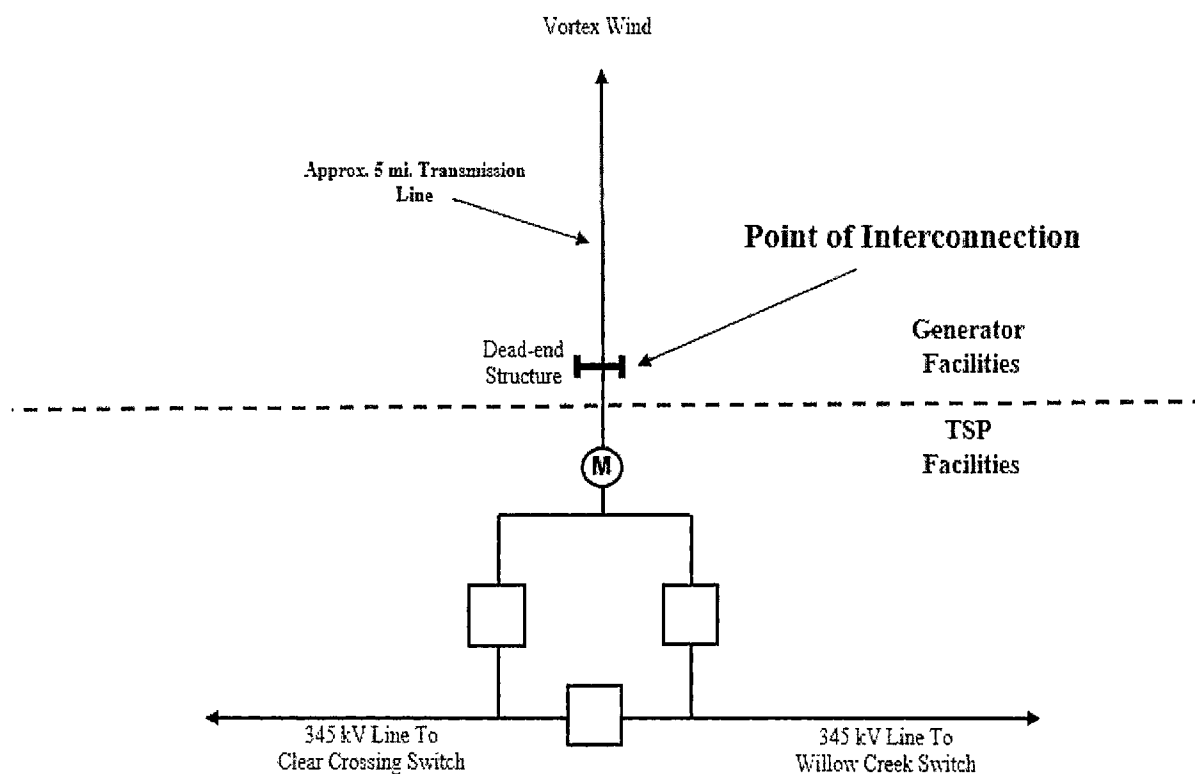 Vortex Wind
Approx. 5 mi. Transmission
Line
Point of Interconnection
Dead-end
Structure
Generator
Facilities
TSP
Facilities
M
345 kV Line To
Clear Crossing Switch
345 kV Line To
Willow Creek Switch